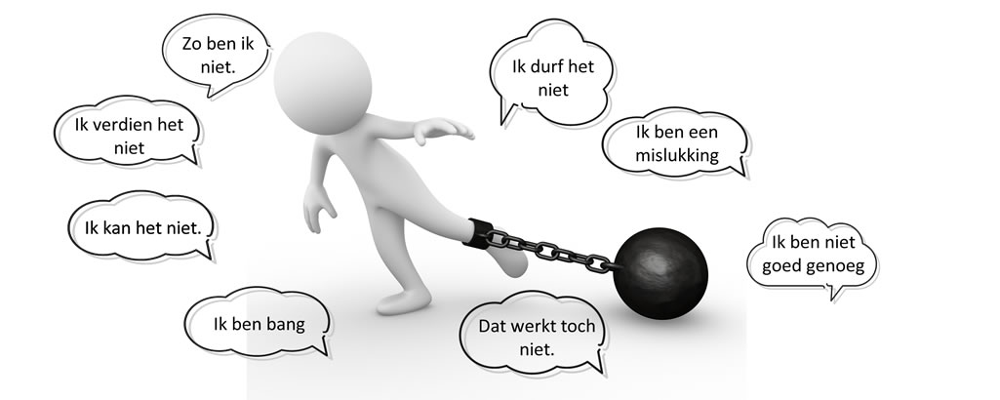 Zo ben ik
niet.
Ik durf het
niet
Ik verdien het
niet
Ik ben een
mislukking
Ik kan het niet.
Ik ben niet
goed genoeg
Ik ben bang
Dat werkt toch
niet.